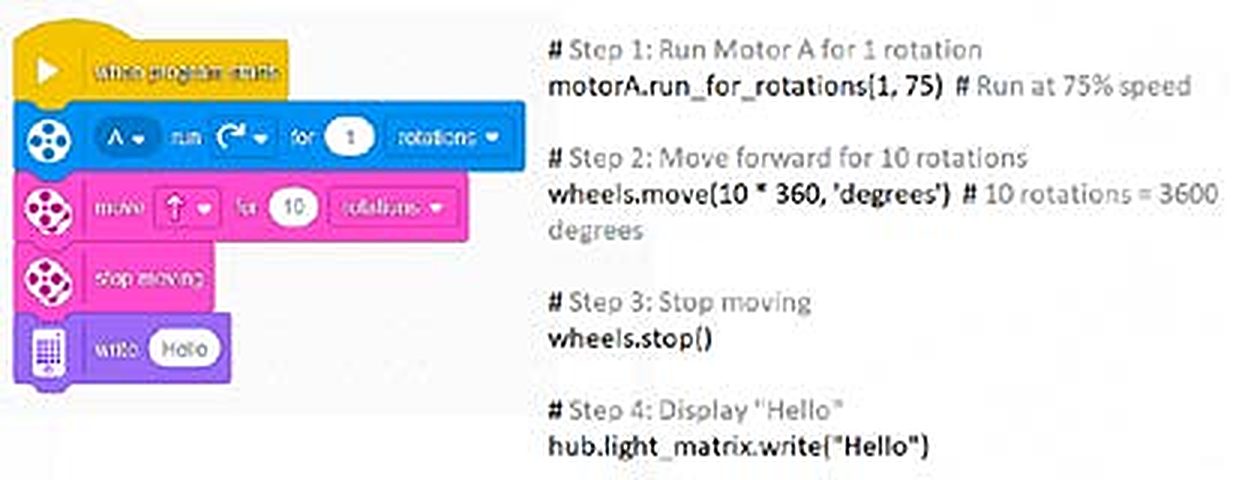 when program starts
A run for 1 rotations
move for 10 rotations
stop moving
write Hello
# Step 1: Run Motor A for 1 rotation
motorA.run_for_rotations(1, 75) # Run at 75% speed
# Step 2: Move forward for 10 rotations
wheels.move(10 * 360, 'degrees') # 10 rotations = 3600
degrees
# Step 3: Stop moving
wheels.stop()
# Step 4: Display "Hello"
hub.light_matrix.write("Hello")